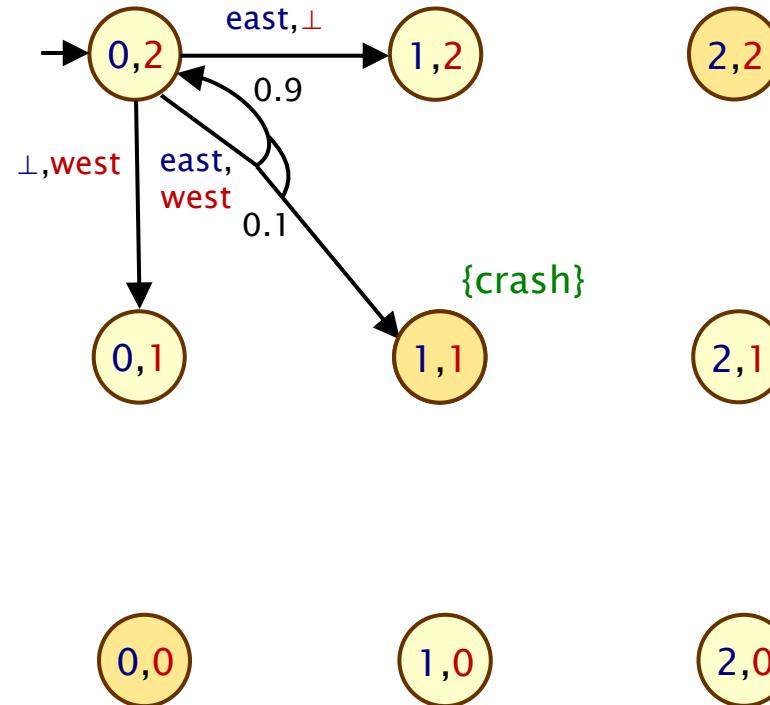 east,⊥
0,2
1,2
2,2
0.9
⊥,west
east,
west
0.1
{crash}
0,1
1,1
2,1
0,0
1,0
2,0